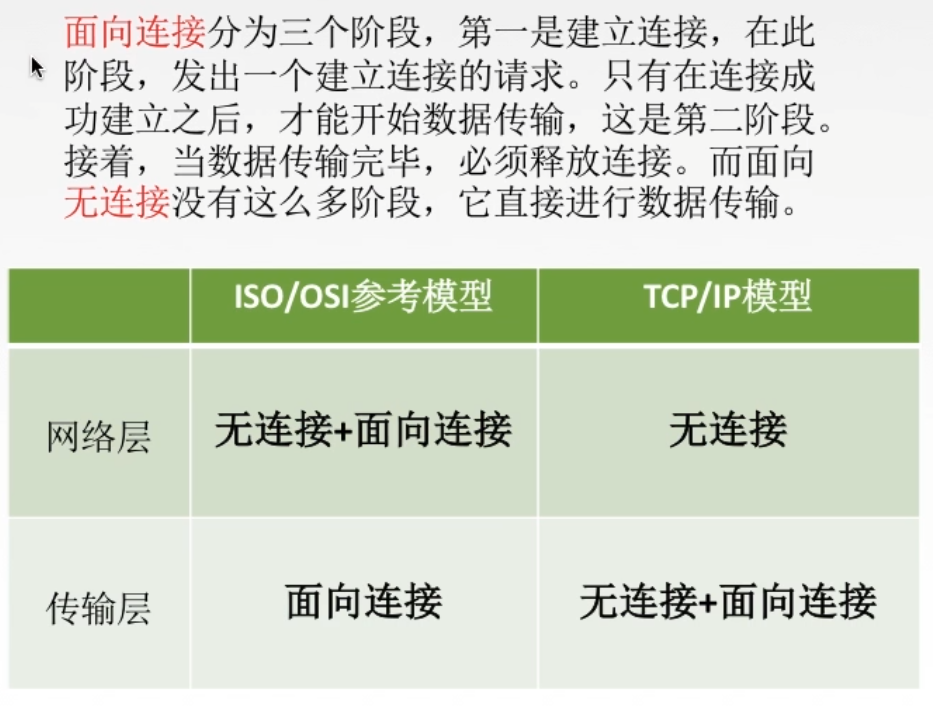 面向连接分为三个阶段，第一是建立连接，在此
阶段，发出一个建立连接的请求。只有在连接成
功建立之后，才能开始数据传输，这是第二阶段。
接着，当数据传输完毕，必须释放连接。而面向
无连接没有这么多阶段，它直接进行数据传输。
ISO/OSI参考模型 TCP/IP模型
网络层 无连接+面向连接 无连接
传输层 面向连接 无连接+面向连接